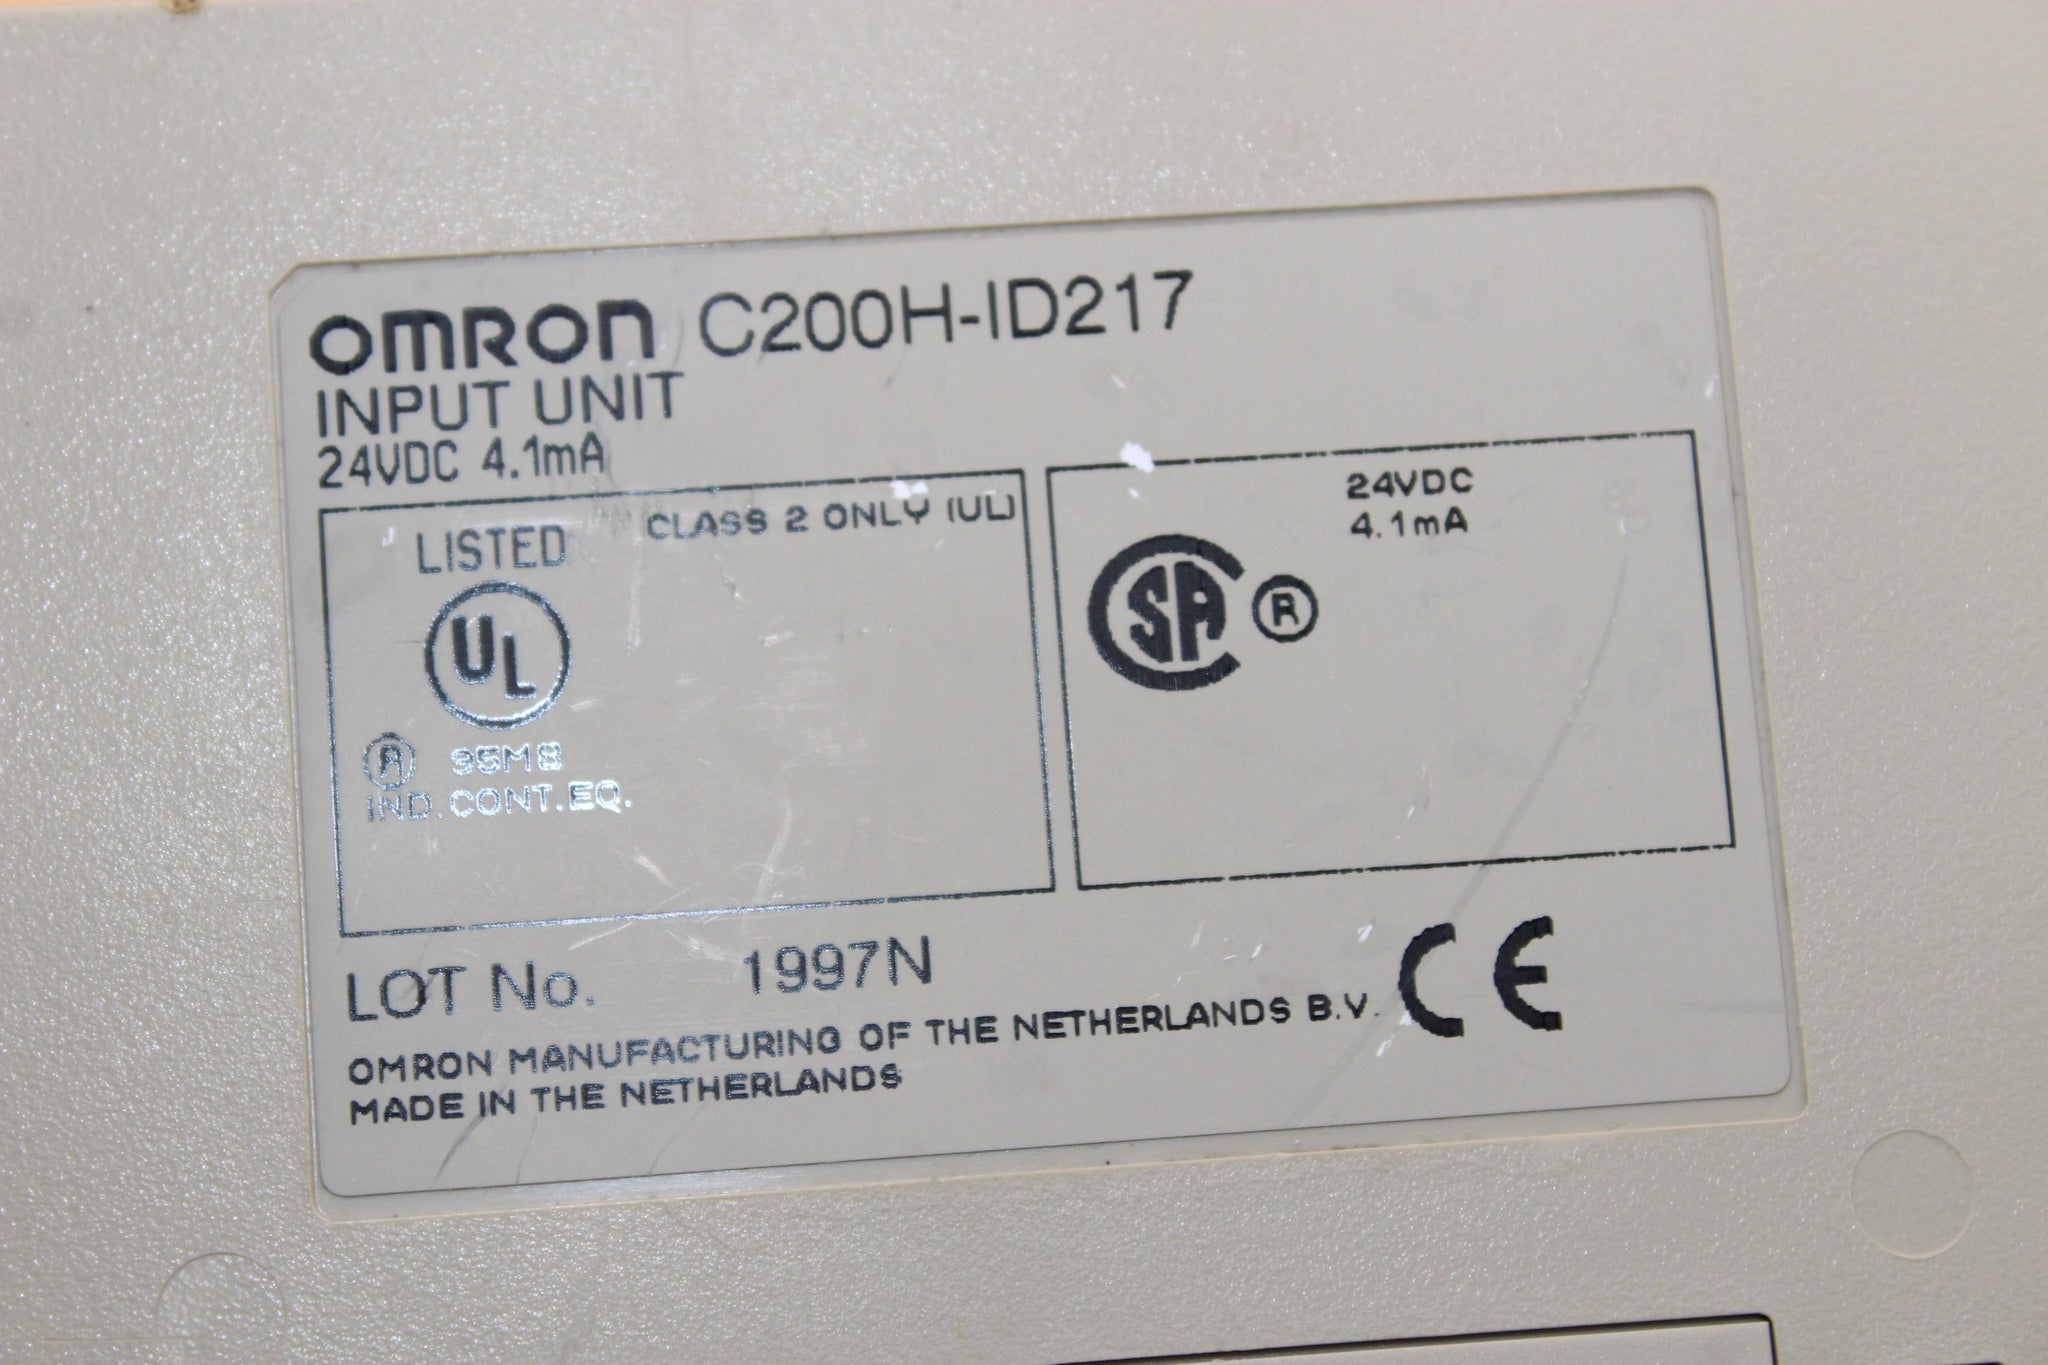 OMRON C200H-ID217
INPUT UNIT
24VDC 4.1mA
LISTED CLASS 2 ONLY (UL)
UL
® 95M8
IND.CONT.EQ.
24VDC
4.1mA
CSA ®
LOT No. 1997N
OMRON MANUFACTURING OF THE NETHERLANDS B.V. CE
MADE IN THE NETHERLANDS